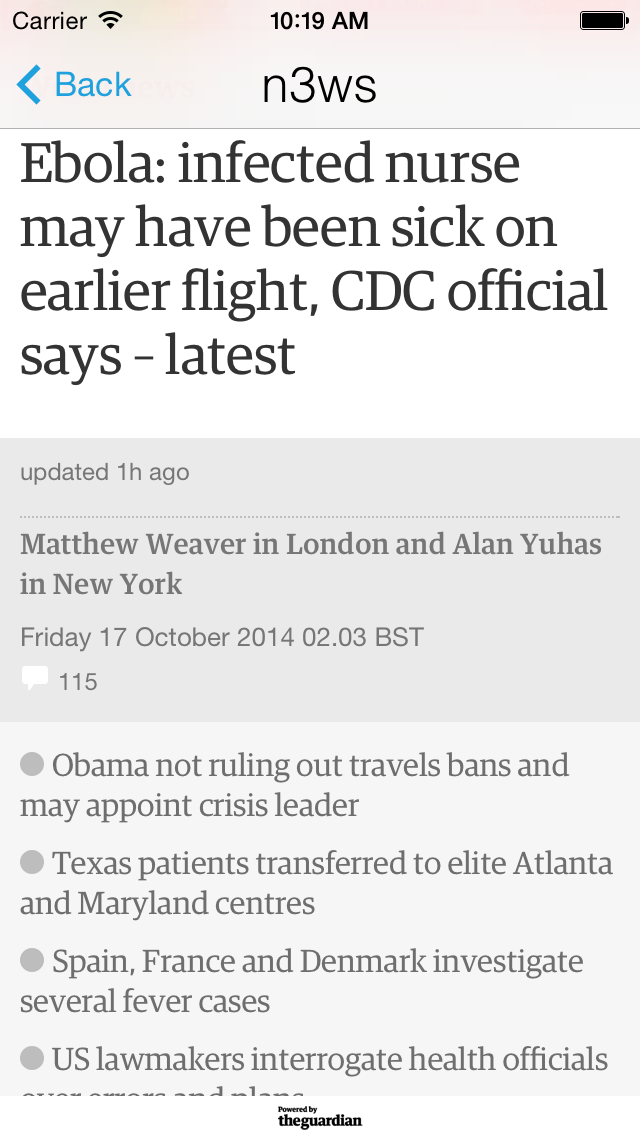 Carrier 10:19 AM
Back n3ws
Ebola: infected nurse
may have been sick on
earlier flight, CDC official
says – latest
updated 1h ago
Matthew Weaver in London and Alan Yuhas
in New York
Friday 17 October 2014 02.03 BST
115
Obama not ruling out travels bans and
may appoint crisis leader
Texas patients transferred to elite Atlanta
and Maryland centres
Spain, France and Denmark investigate
several fever cases
US lawmakers interrogate health officials
over errors and plans
Powered by
theguardian